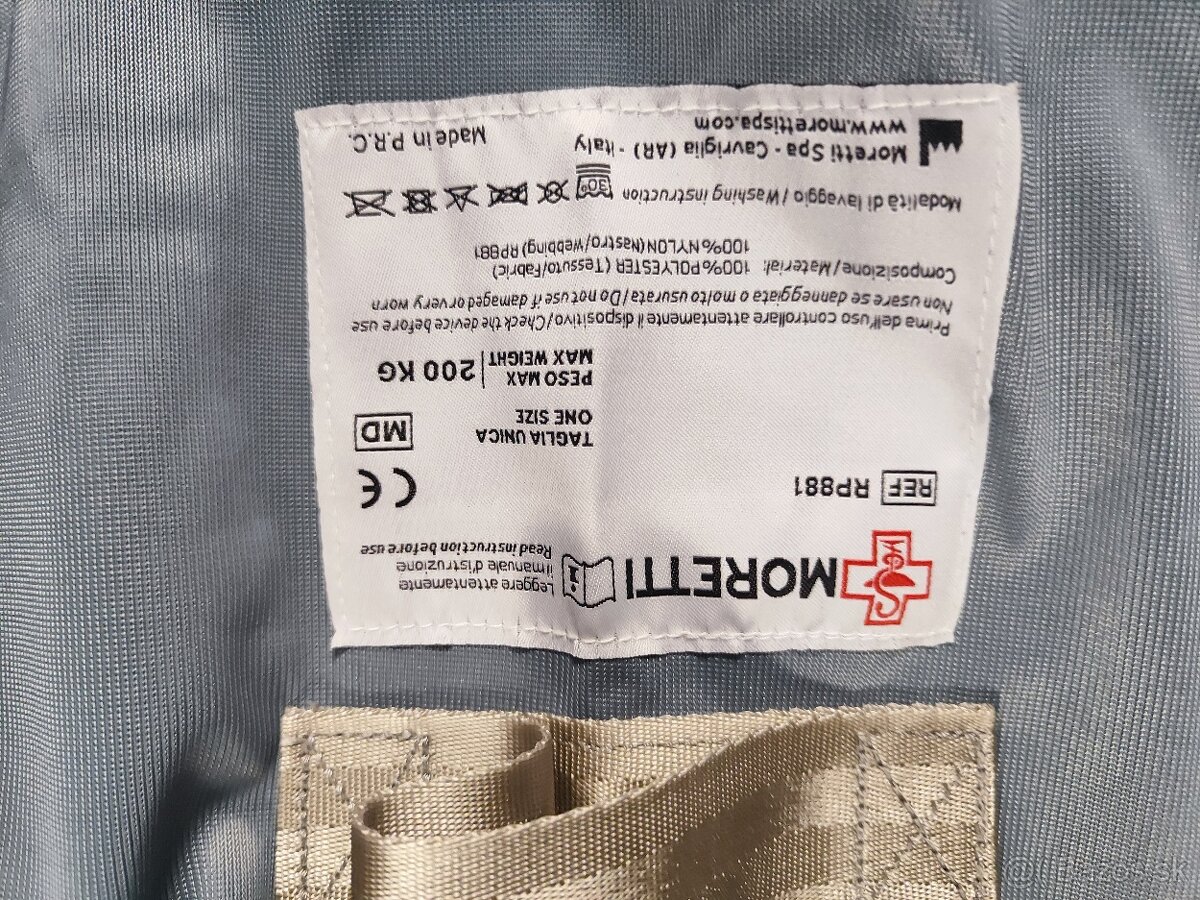 MORETTI
Leggere attentamente
il manuale d'istruzione
Read instruction before use
REF RP881
CE
TAGLIA UNICA
ONE SIZE
MD
PESO MAX
MAX WEIGHT
200 KG
Prima dell'uso controllare attentamente il dispositivo/Check the device before use
Non usare se danneggiato o molto usurata/Do not use if damaged or very worn
Composizione/Material: 100%POLYESTER (Tessuto/Fabric)
100%NYLON(Nastro/webbing) RP881
Modalità di lavaggio / Washing instruction
30°
Moretti Spa - Cavriglia (AR) - Italy
www.morettispa.com
Made in P.R.C.